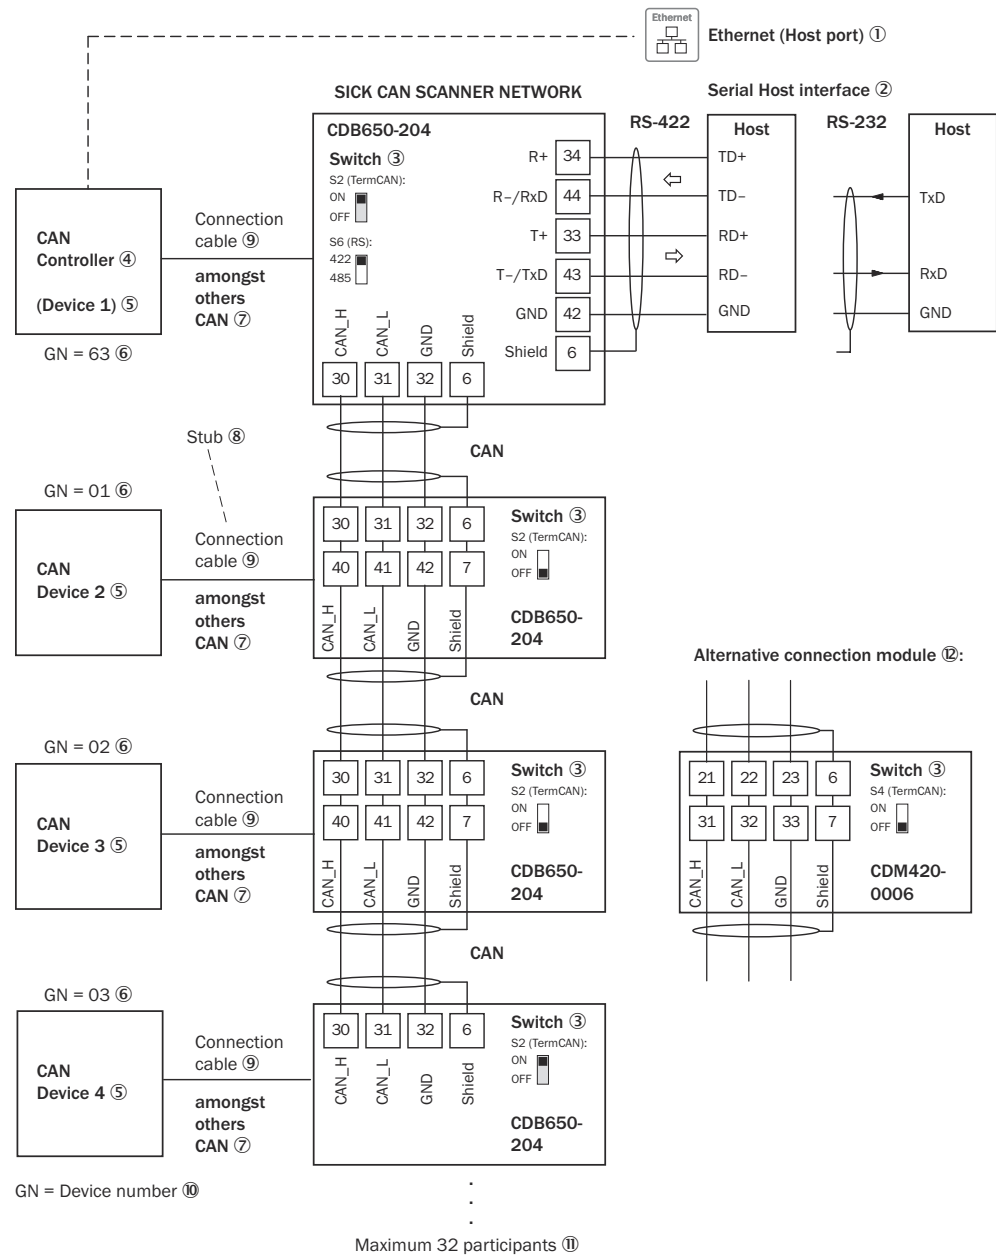 Ethernet
Ethernet (Host port) ①
SICK CAN SCANNER NETWORK
Serial Host interface ②
RS-422
RS-232
CDB650-204
Switch ③
S2 (TermCAN):
ON
OFF
S6 (RS):
422
485
R+ 34
R–/RxD 44
T+ 33
T–/TxD 43
GND 42
Shield 6
Host
TD+
TD–
RD+
RD–
GND
Host
TxD
RxD
GND
CAN
Controller ④
(Device 1) ⑤
GN = 63 ⑥
Connection
cable ⑨
amongst
others
CAN ⑦
CAN_H
CAN_L
GND
Shield
30 31 32 6
CAN
Stub ⑧
GN = 01 ⑥
CAN
Device 2 ⑤
Connection
cable ⑨
amongst
others
CAN ⑦
30 31 32 6
40 41 42 7
CAN_H
CAN_L
GND
Shield
Switch ③
S2 (TermCAN):
ON
OFF
CDB650-
204
CAN
GN = 02 ⑥
CAN
Device 3 ⑤
Connection
cable ⑨
amongst
others
CAN ⑦
30 31 32 6
40 41 42 7
CAN_H
CAN_L
GND
Shield
Switch ③
S2 (TermCAN):
ON
OFF
CDB650-
204
CAN
Alternative connection module ⑫:
21 22 23 6
31 32 33 7
CAN_H
CAN_L
GND
Shield
Switch ③
S4 (TermCAN):
ON
OFF
CDM420-
0006
GN = 03 ⑥
CAN
Device 4 ⑤
Connection
cable ⑨
amongst
others
CAN ⑦
30 31 32 6
CAN_H
CAN_L
GND
Shield
Switch ③
S2 (TermCAN):
ON
OFF
CDB650-
204
GN = Device number ⑩
.
.
.
Maximum 32 participants ⑪